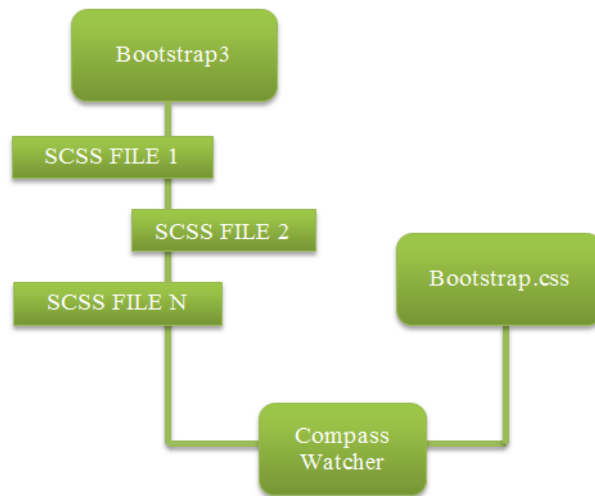 Bootstrap3
SCSS FILE 1
SCSS FILE 2
SCSS FILE N
Bootstrap.css
Compass
Watcher